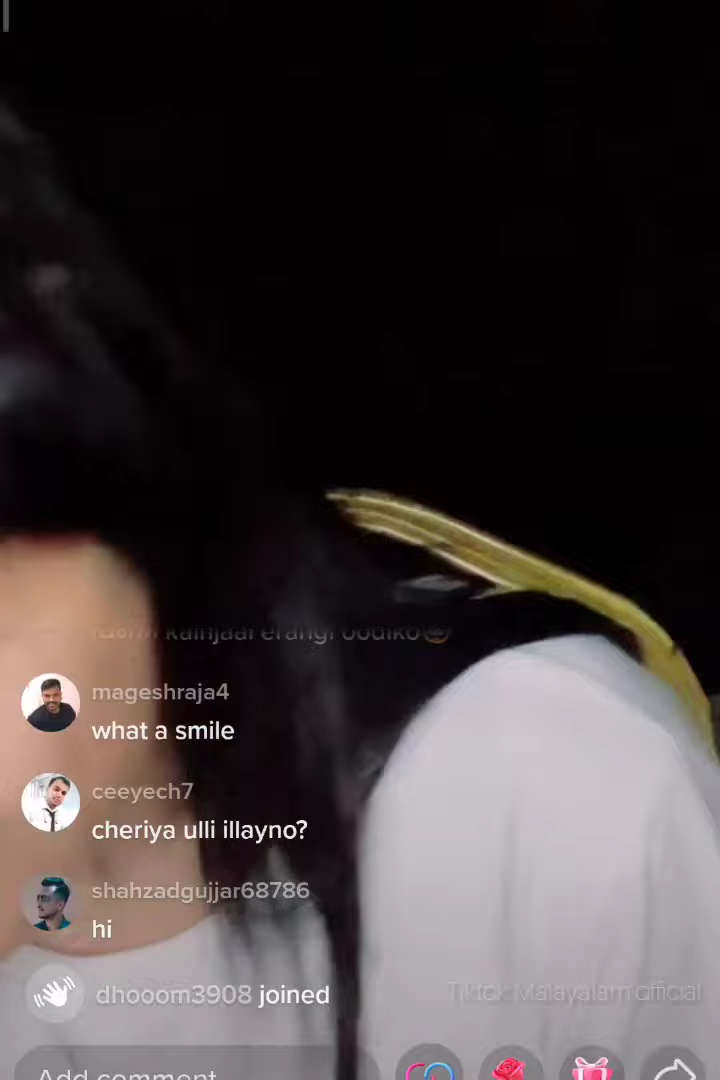 mageshraja4
what a smile
ceeyech7
cheriya ulli illayno?
shahzadgujjar68786
hi
dhooom3908 joined
Tiktok Malayalam official
Add comment